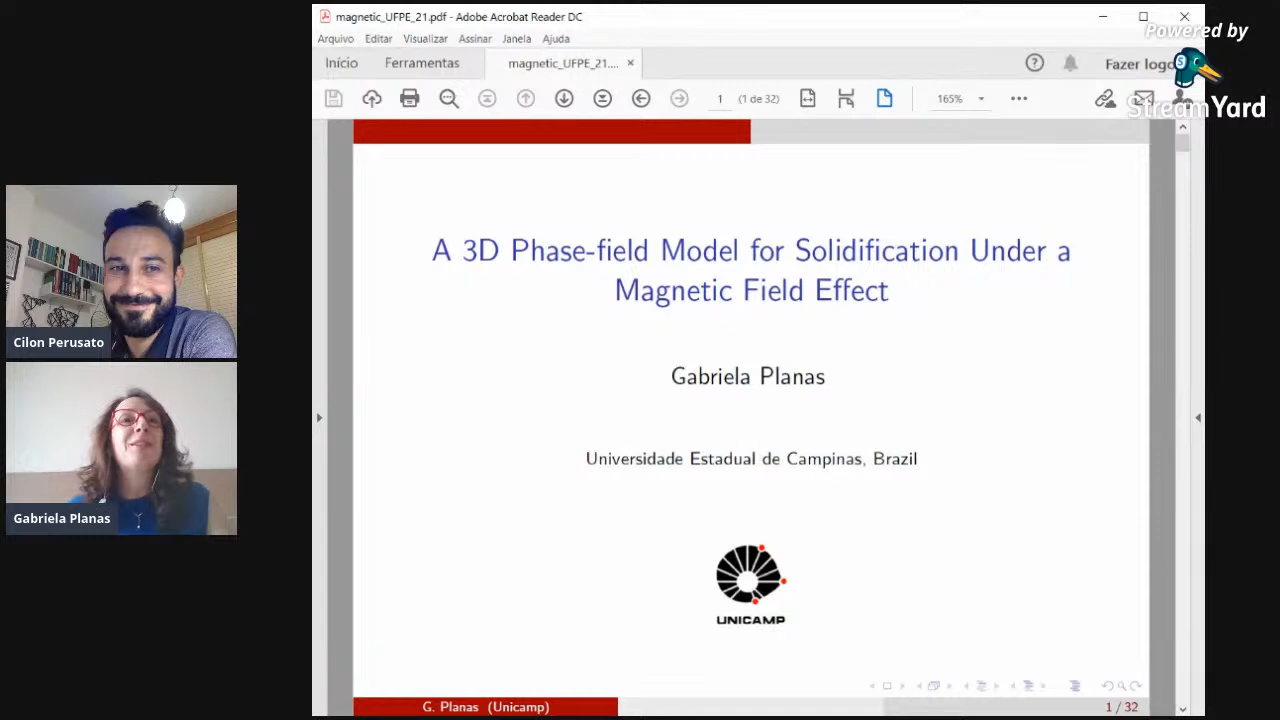 magnetic_UFPE_21.pdf - Adobe Acrobat Reader DC
Arquivo Editar Visualizar Assinar Janela Ajuda
Início Ferramentas magnetic_UFPE_21.... × Fazer logo
1 (1 de 32) 165%
Powered by
StreamYard
A 3D Phase-field Model for Solidification Under a
Magnetic Field Effect
Gabriela Planas
Universidade Estadual de Campinas, Brazil
UNICAMP
G. Planas (Unicamp) 1 / 32
Cilon Perusato
Gabriela Planas